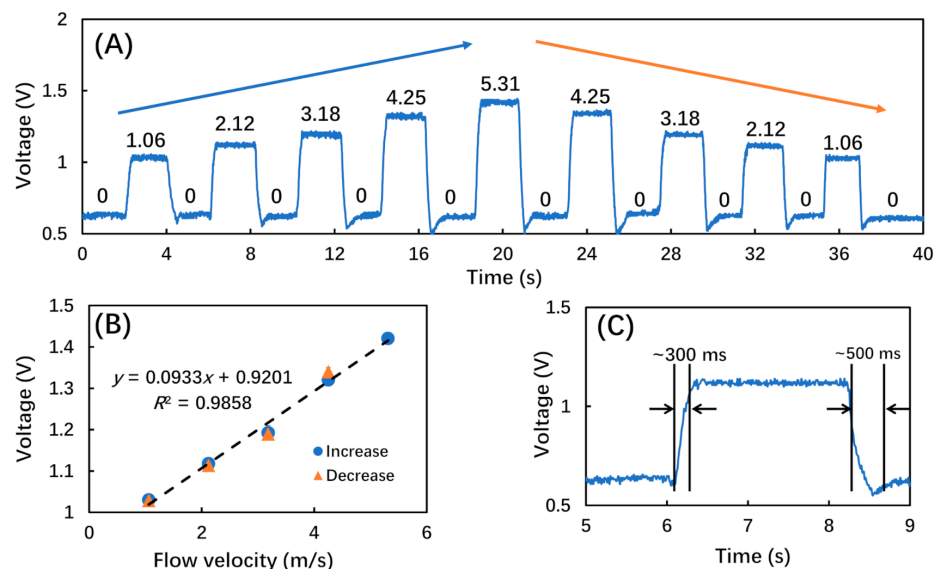 (A)
Voltage (V)
2
1.5
1
0.5
1.06
2.12
3.18
4.25
5.31
4.25
3.18
2.12
1.06
0
0
0
0
0
0
0
0
0
0
0 4 8 12 16 20 24 28 32 36 40
Time (s)
(B)
Voltage (V)
1.5
1.4
1.3
1.2
1.1
1
y = 0.0933x + 0.9201
R² = 0.9858
Increase
Decrease
0 2 4 6
Flow velocity (m/s)
(C)
Voltage (V)
1.5
1
0.5
~300 ms
~500 ms
5 6 7 8 9
Time (s)